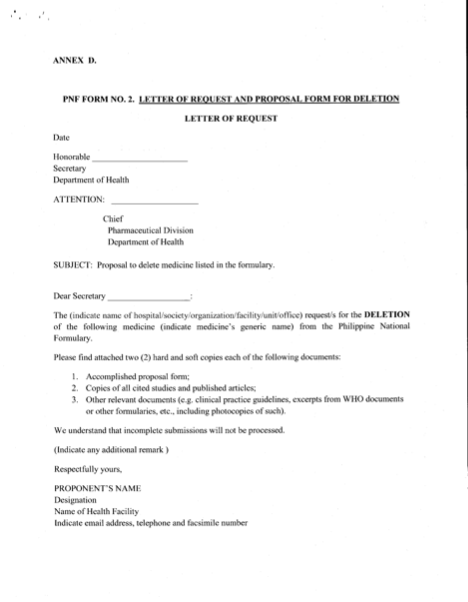 ANNEX D.
PNF FORM NO. 2. LETTER OF REQUEST AND PROPOSAL FORM FOR DELETION
LETTER OF REQUEST
Date
Honorable ____________________
Secretary
Department of Health
ATTENTION: ____________________
Chief
Pharmaceutical Division
Department of Health
SUBJECT: Proposal to delete medicine listed in the formulary.
Dear Secretary ____________________:
The (indicate name of hospital/society/organization/facility/unit/office) request/s for the DELETION
of the following medicine (indicate medicine's generic name) from the Philippine National
Formulary.
Please find attached two (2) hard and soft copies each of the following documents:
1. Accomplished proposal form;
2. Copies of all cited studies and published articles;
3. Other relevant documents (e.g. clinical practice guidelines, excerpts from WHO documents
or other formularies, etc., including photocopies of such).
We understand that incomplete submissions will not be processed.
(Indicate any additional remark )
Respectfully yours,
PROPONENT'S NAME
Designation
Name of Health Facility
Indicate email address, telephone and facsimile number